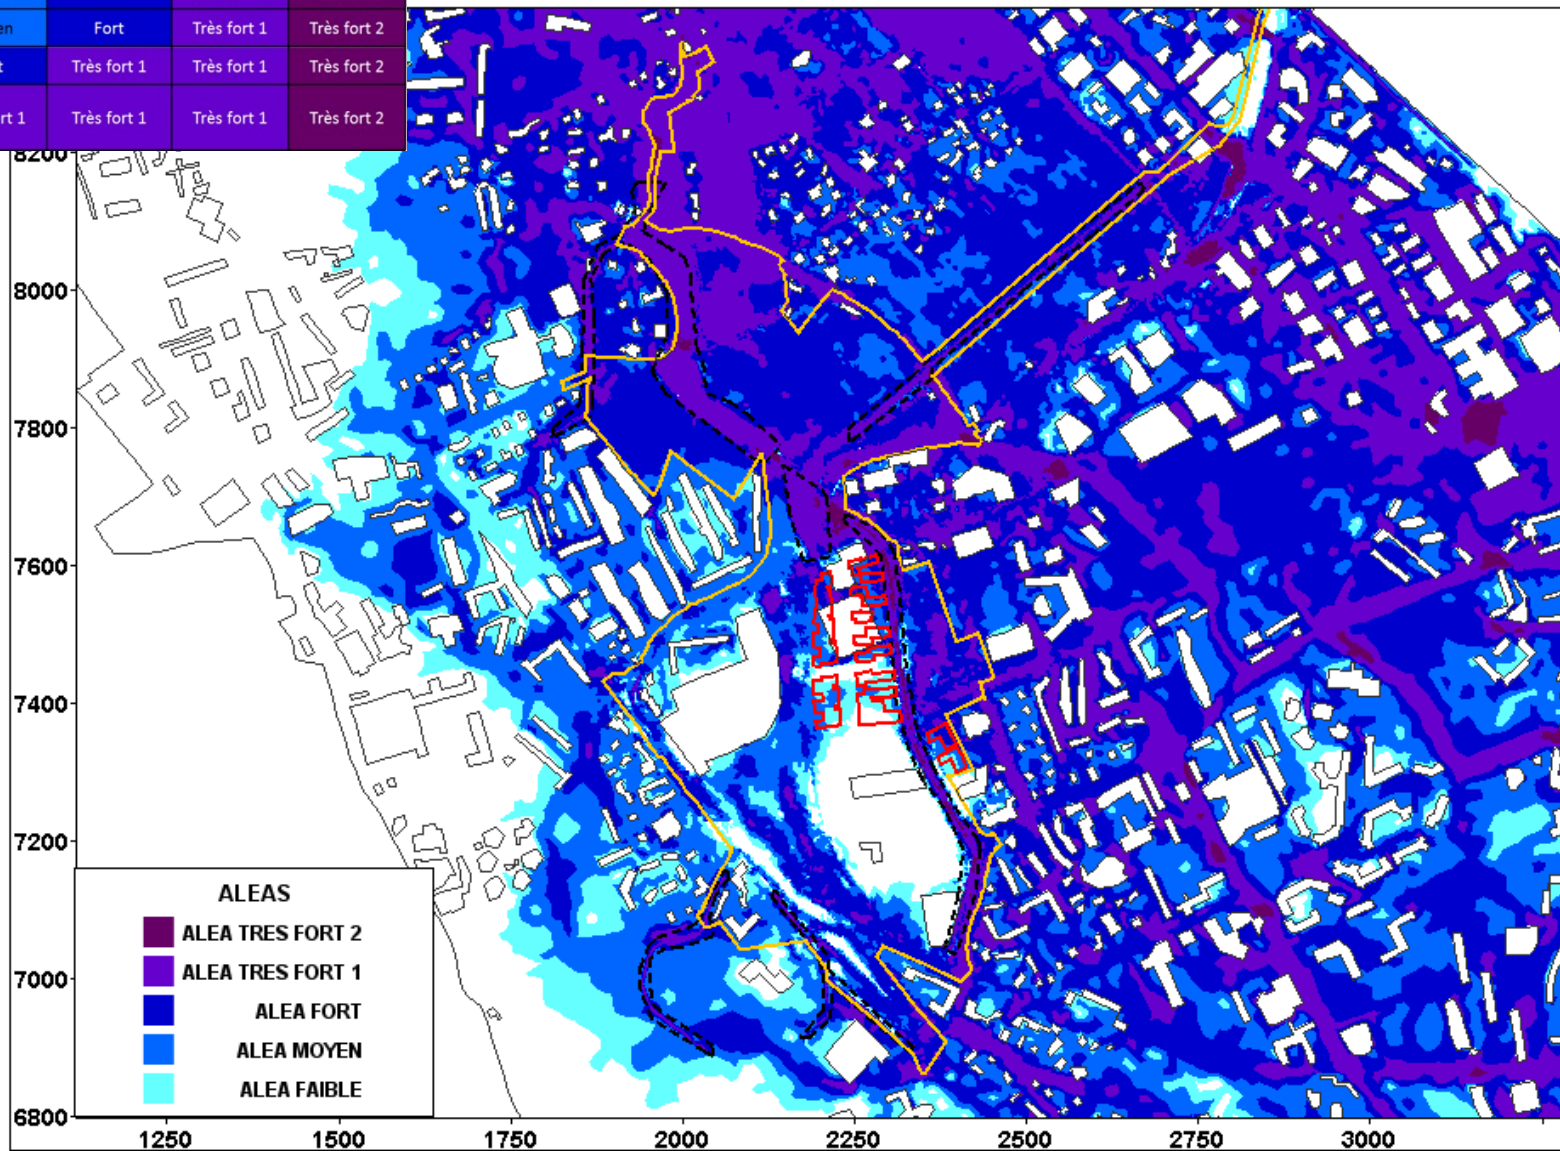 Fort Très fort 1 Très fort 2
Très fort 1 Très fort 1 Très fort 2
Très fort 1 Très fort 1 Très fort 2
8200
8000
7800
7600
7400
7200
7000
6800
ALEAS
ALEA TRES FORT 2
ALEA TRES FORT 1
ALEA FORT
ALEA MOYEN
ALEA FAIBLE
1250 1500 1750 2000 2250 2500 2750 3000